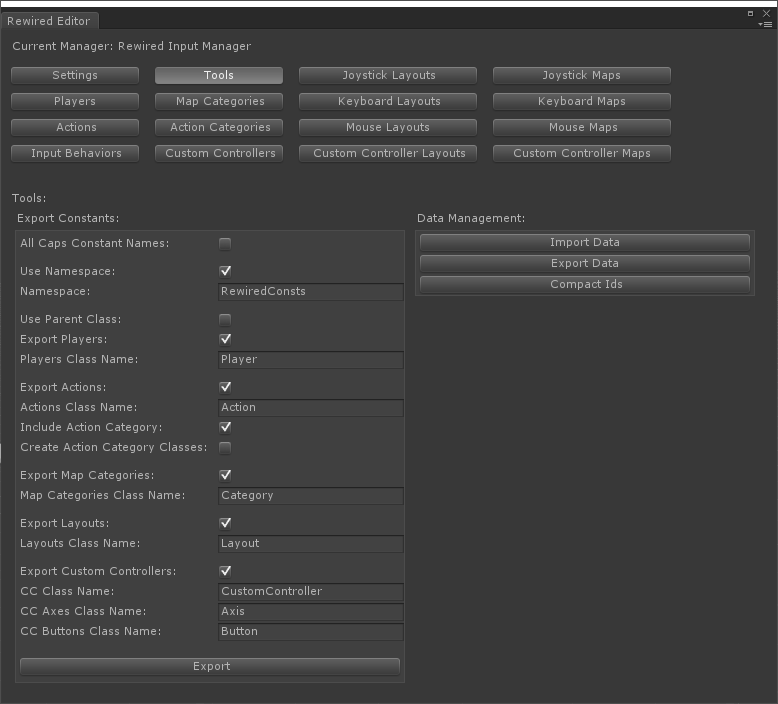 Rewired Editor
Current Manager: Rewired Input Manager
Settings Tools Joystick Layouts Joystick Maps
Players Map Categories Keyboard Layouts Keyboard Maps
Actions Action Categories Mouse Layouts Mouse Maps
Input Behaviors Custom Controllers Custom Controller Layouts Custom Controller Maps
Tools:
Export Constants:
All Caps Constant Names:
Use Namespace:
Namespace: RewiredConsts
Use Parent Class:
Export Players:
Players Class Name: Player
Export Actions:
Actions Class Name: Action
Include Action Category:
Create Action Category Classes:
Export Map Categories:
Map Categories Class Name: Category
Export Layouts:
Layouts Class Name: Layout
Export Custom Controllers:
CC Class Name: CustomController
CC Axes Class Name: Axis
CC Buttons Class Name: Button
Export
Data Management:
Import Data
Export Data
Compact Ids